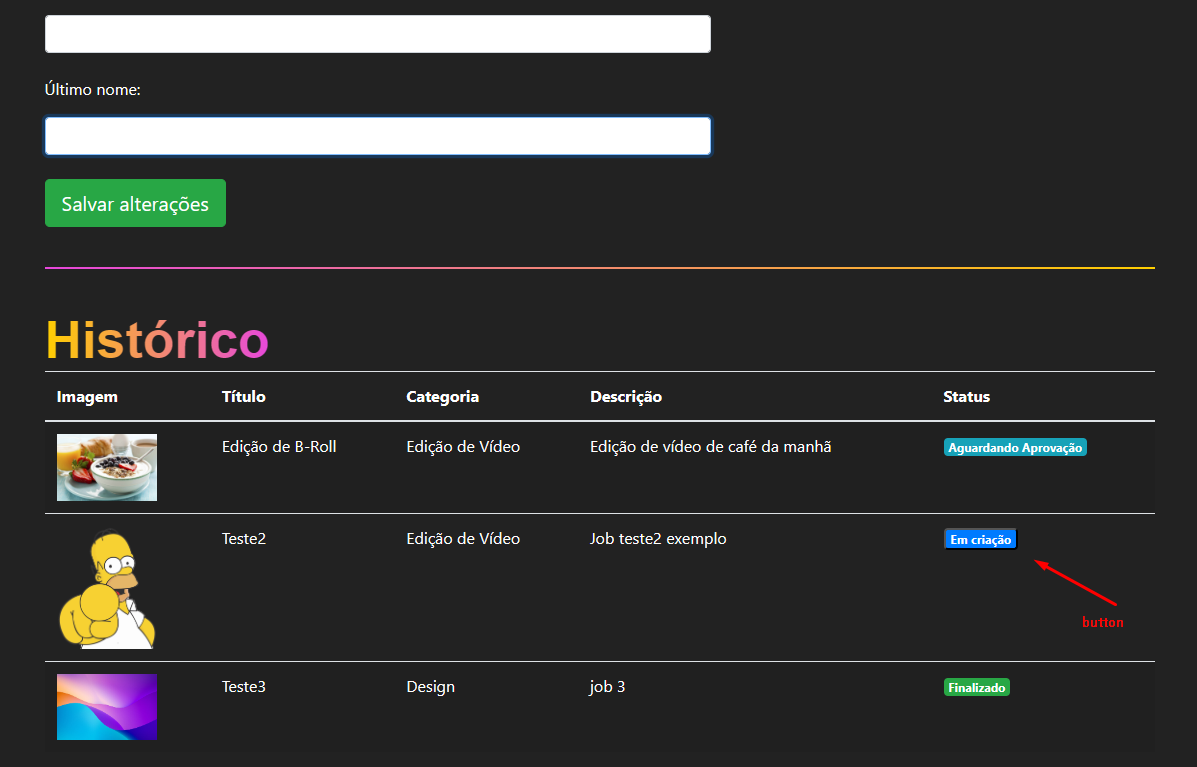 Último nome:
Salvar alterações
Histórico
Imagem Título Categoria Descrição Status
Edição de B-Roll Edição de Vídeo Edição de vídeo de café da manhã Aguardando Aprovação
Teste2 Edição de Vídeo Job teste2 exemplo Em criação
button
Teste3 Design job 3 Finalizado